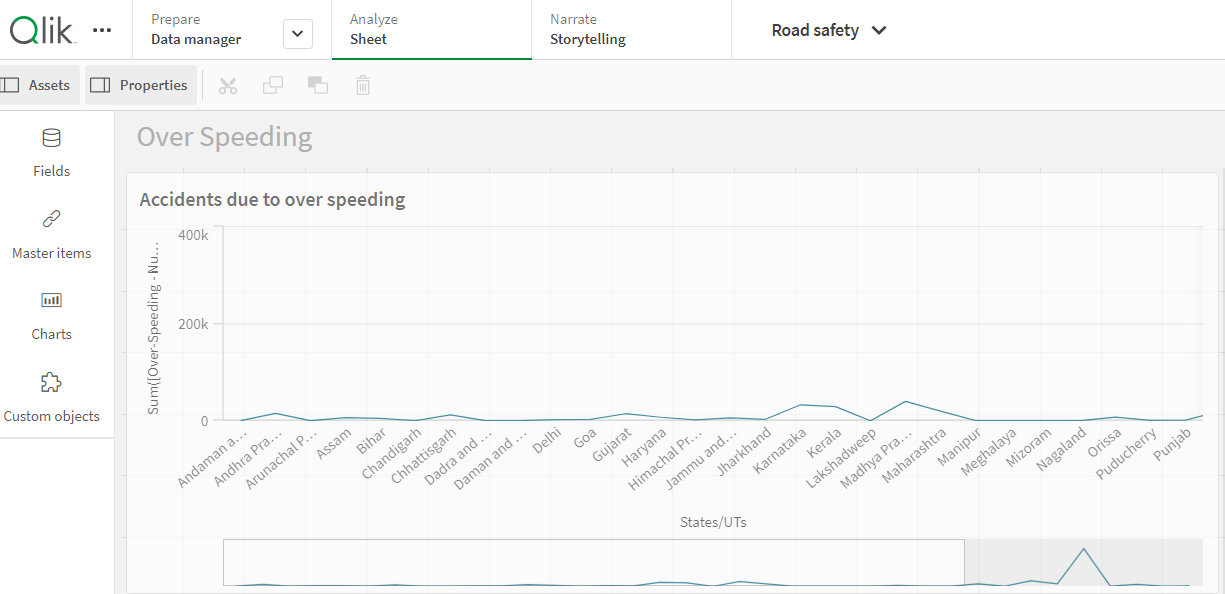 Qlik
Prepare
Data manager
Analyze
Sheet
Narrate
Storytelling
Road safety
Assets
Properties
Fields
Master items
Charts
Custom objects
Over Speeding
Accidents due to over speeding
Sum([Over-Speeding - Nu...
400k
200k
0
Andaman a...
Andhra Pra...
Arunachal P...
Assam
Bihar
Chandigarh
Chhattisgarh
Dadra and ...
Daman and ...
Delhi
Goa
Gujarat
Haryana
Himachal Pr...
Jammu and...
Jharkhand
Karnataka
Kerala
Lakshadweep
Madhya Pra...
Maharashtra
Manipur
Meghalaya
Mizoram
Nagaland
Orissa
Puducherry
Punjab
States/UTs